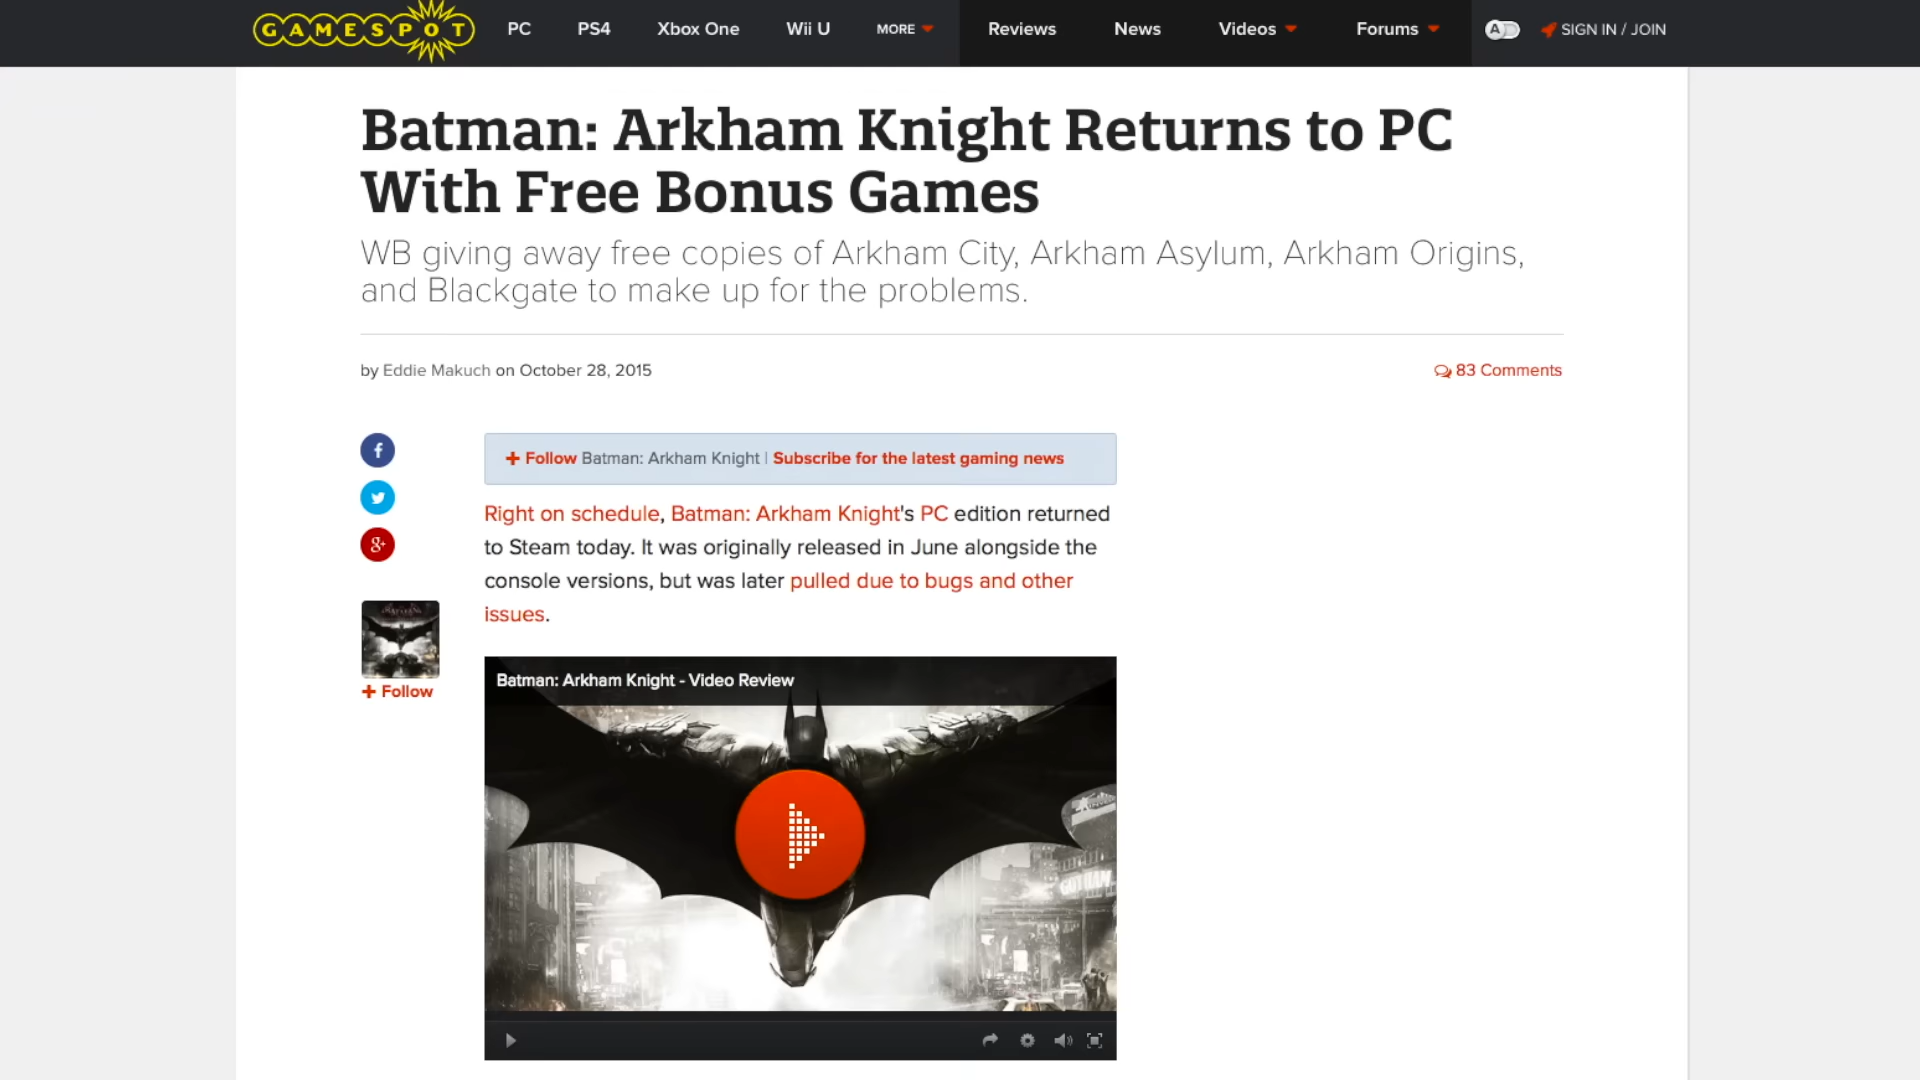 GAMESPOT PC PS4 Xbox One Wii U MORE Reviews News Videos Forums A SIGN IN / JOIN
Batman: Arkham Knight Returns to PC
With Free Bonus Games
WB giving away free copies of Arkham City, Arkham Asylum, Arkham Origins,
and Blackgate to make up for the problems.
by Eddie Makuch on October 28, 2015
83 Comments
f
g+
+ Follow
+ Follow Batman: Arkham Knight | Subscribe for the latest gaming news
Right on schedule, Batman: Arkham Knight's PC edition returned
to Steam today. It was originally released in June alongside the
console versions, but was later pulled due to bugs and other
issues.
Batman: Arkham Knight - Video Review
GOTHAM